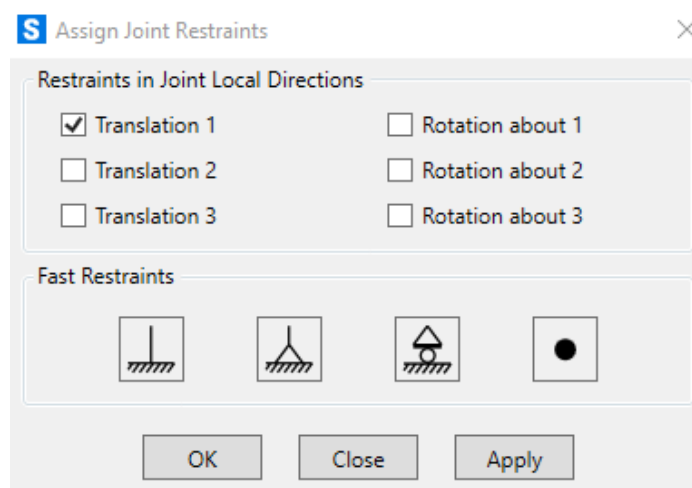 S Assign Joint Restraints
Restraints in Joint Local Directions
Translation 1 Rotation about 1
Translation 2 Rotation about 2
Translation 3 Rotation about 3
Fast Restraints
OK Close Apply